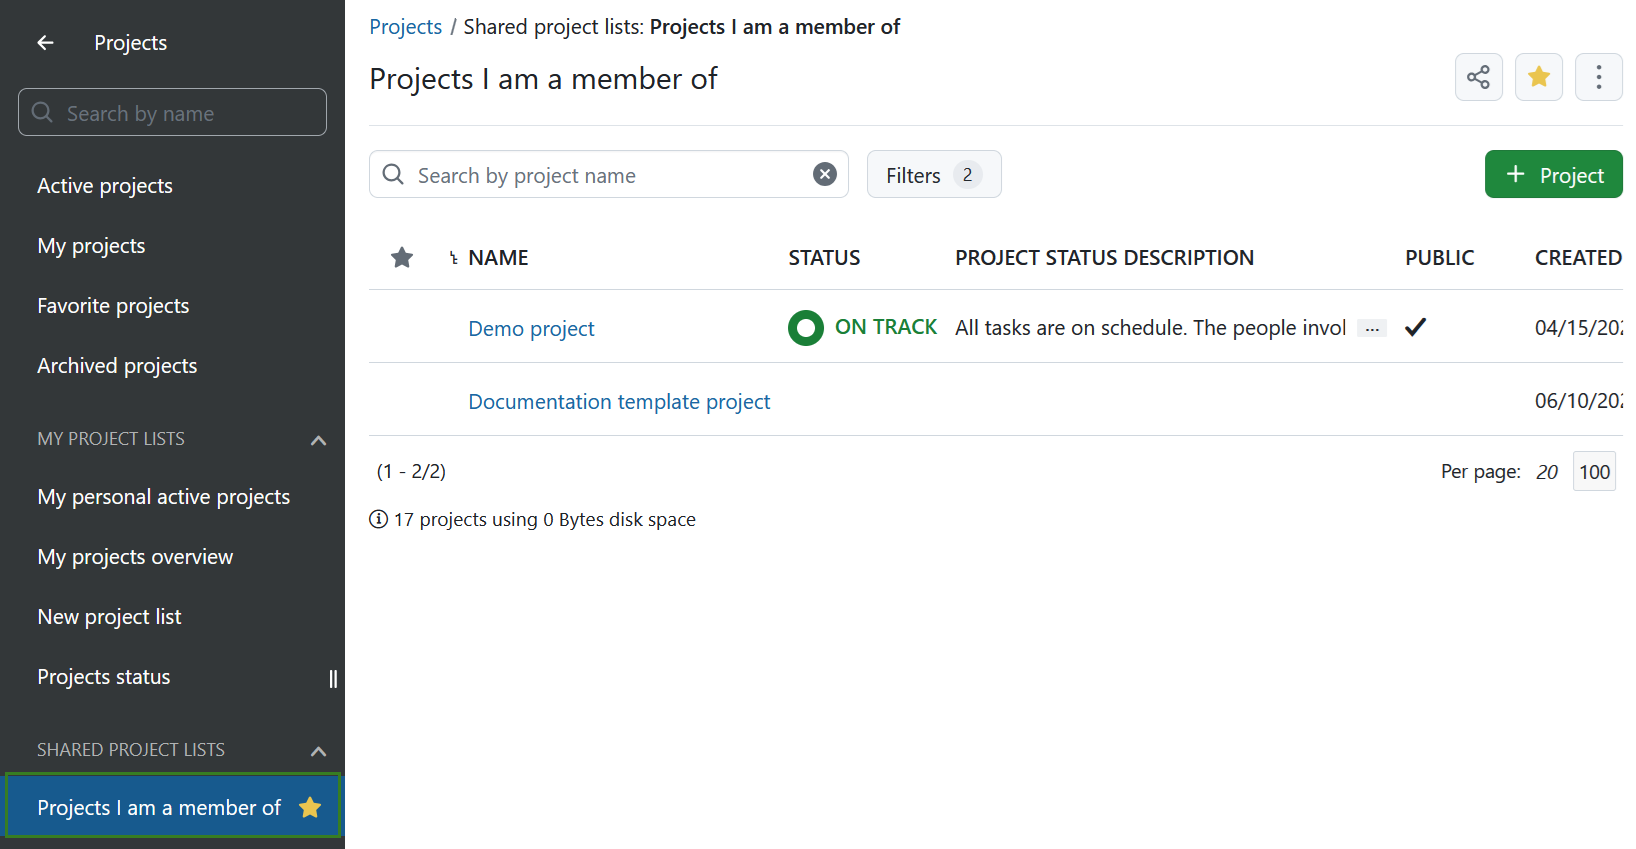 Projects
Search by name
Active projects
My projects
Favorite projects
Archived projects
MY PROJECT LISTS
My personal active projects
My projects overview
New project list
Projects status
SHARED PROJECT LISTS
Projects I am a member of
Projects / Shared project lists: Projects I am a member of
Projects I am a member of
Search by project name
Filters 2
+ Project
NAME STATUS PROJECT STATUS DESCRIPTION PUBLIC CREATED
Demo project ON TRACK All tasks are on schedule. The people invol ... 04/15/202
Documentation template project 06/10/202
(1 - 2/2)
Per page: 20 100
17 projects using 0 Bytes disk space